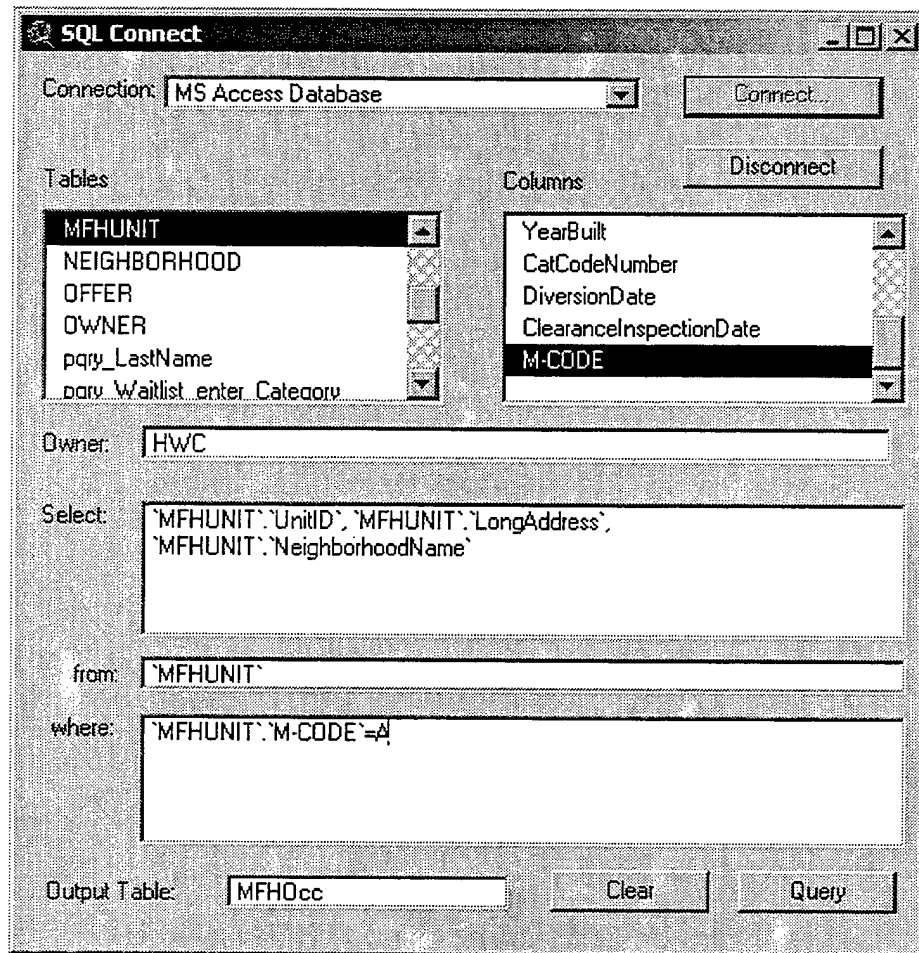 SQL Connect
Connection: MS Access Database
Connect...
Disconnect
Tables
MFHUNIT
NEIGHBORHOOD
OFFER
OWNER
pqry_LastName
pqry_Waitlist_enter_Category
Columns
YearBuilt
CatCodeNumber
DiversionDate
ClearanceInspectionDate
M-CODE
Owner: HWC
Select: `MFHUNIT`.`UnitID`, `MFHUNIT`.`LongAddress`,
`MFHUNIT`.`NeighborhoodName`
from: `MFHUNIT`
where: `MFHUNIT`.`M-CODE`=A
Output Table: MFHOcc
Clear
Query